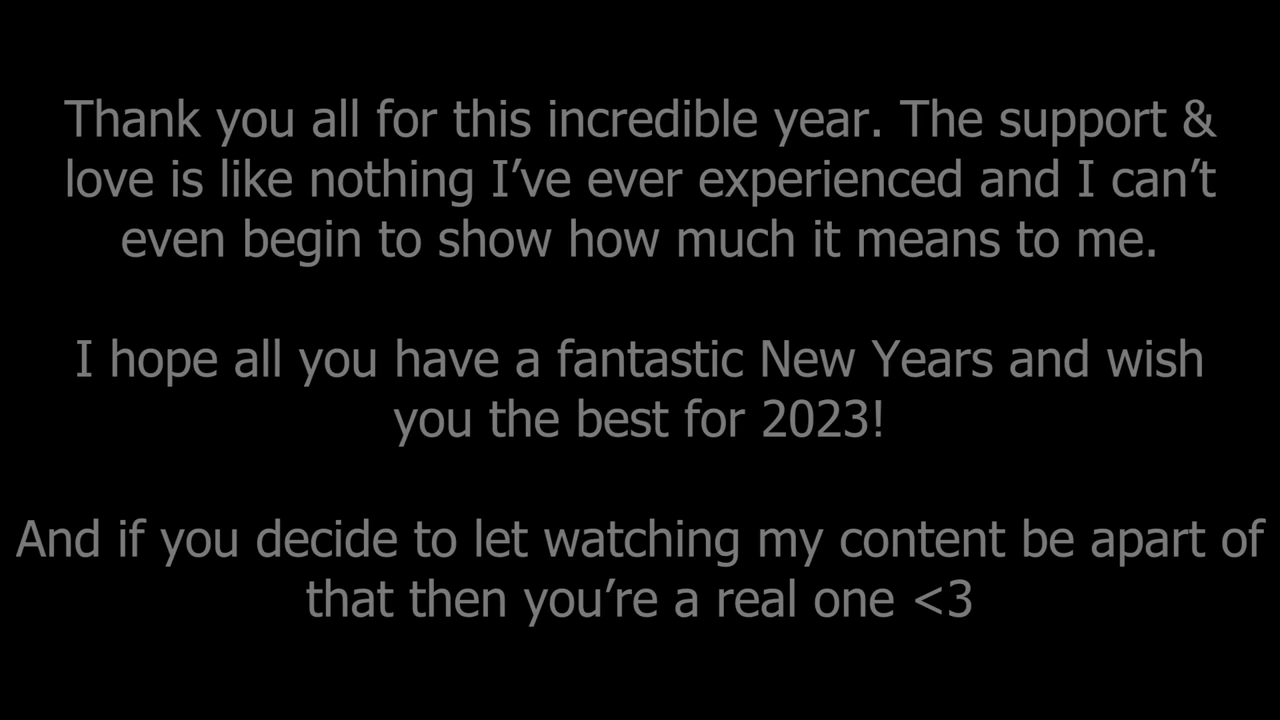 Thank you all for this incredible year. The support &
love is like nothing I’ve ever experienced and I can’t
even begin to show how much it means to me.
I hope all you have a fantastic New Years and wish
you the best for 2023!
And if you decide to let watching my content be apart of
that then you’re a real one <3